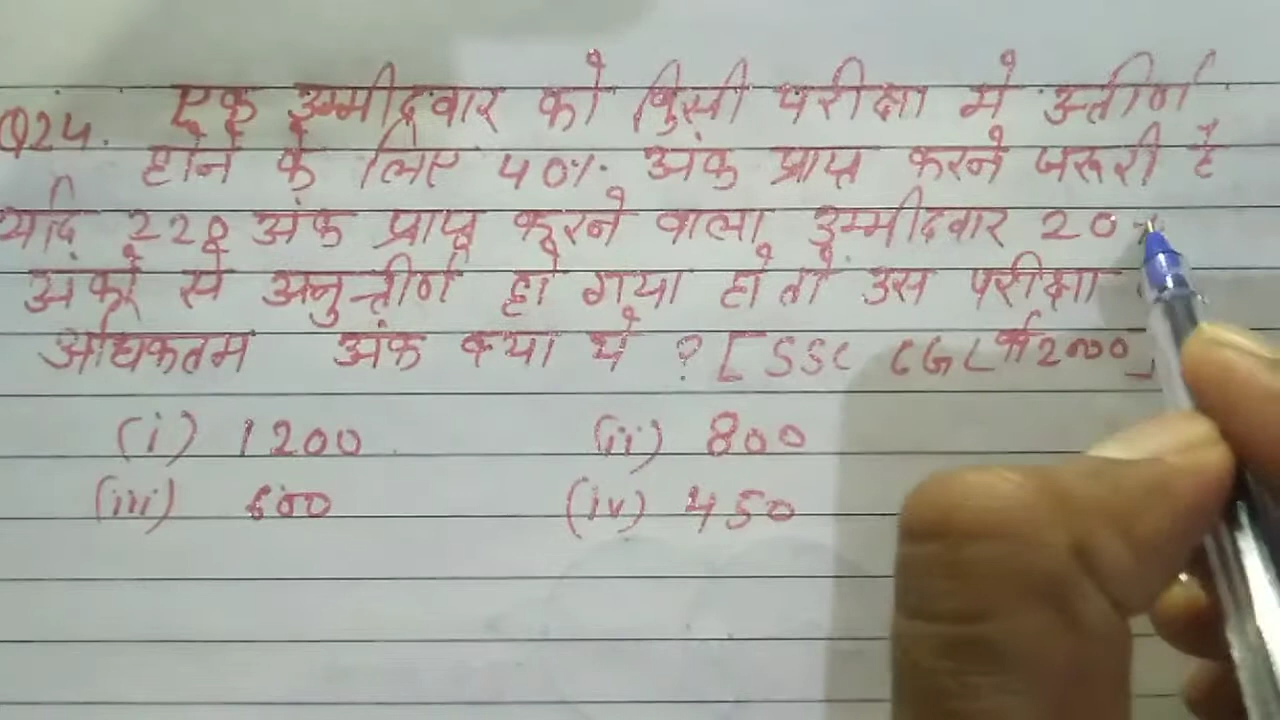 Q24. एक उम्मीदवार को किसी परीक्षा मे उत्तीर्ण
होने के लिए 40% अंक प्राप्त करने जरूरी है
यदि 220 अंक प्राप्त करने वाला उम्मीदवार 20
अंको से अनुत्तीर्ण हो गया हो तो उस परीक्षा
अधिकतम अंक क्या थे ? [SSC CGL 2000]
(i) 1200 (ii) 800
(iii) 600 (iv) 450